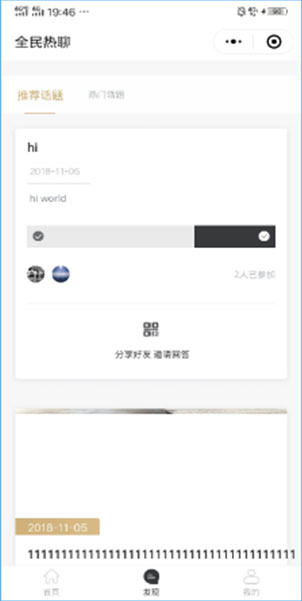 19:46 ...
全民热聊
推荐话题 热门话题
hi
2018-11-05
hi world
2人已参加
分享好友 邀请回答
2018-11-05
首页 发现 我的